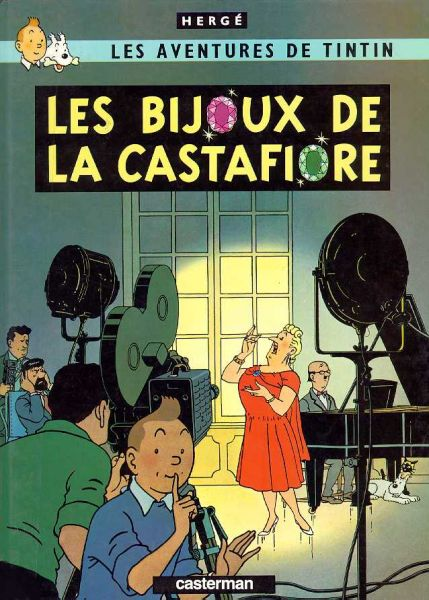 HERGÉ
LES AVENTURES DE TINTIN
LES BIJOUX DE
LA CASTAFIORE
casterman